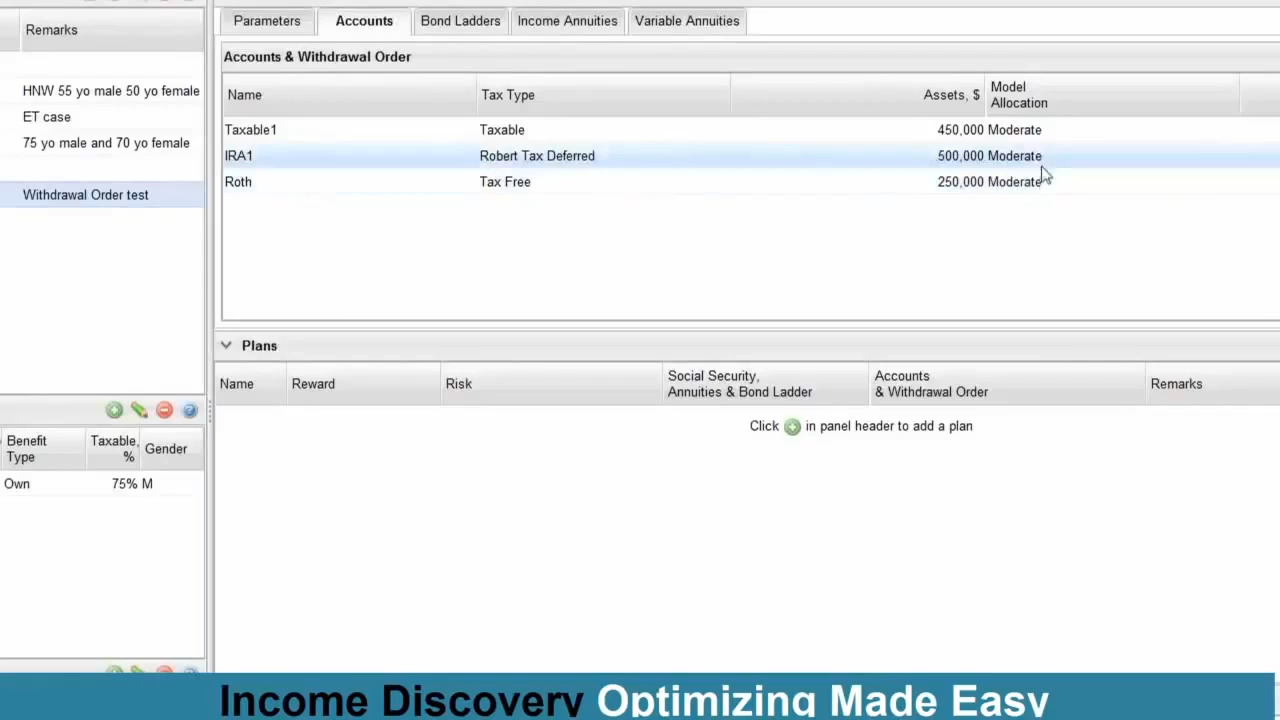 Remarks
HNW 55 yo male 50 yo female
ET case
75 yo male and 70 yo female
Withdrawal Order test
Benefit Type
Taxable, %
Gender
Own 75% M
Parameters Accounts Bond Ladders Income Annuities Variable Annuities
Accounts & Withdrawal Order
Name Tax Type Assets, $ Model Allocation
Taxable1 Taxable 450,000 Moderate
IRA1 Robert Tax Deferred 500,000 Moderate
Roth Tax Free 250,000 Moderate
Plans
Name Reward Risk Social Security, Annuities & Bond Ladder Accounts & Withdrawal Order Remarks
Click in panel header to add a plan
Income Discovery Optimizing Made Easy